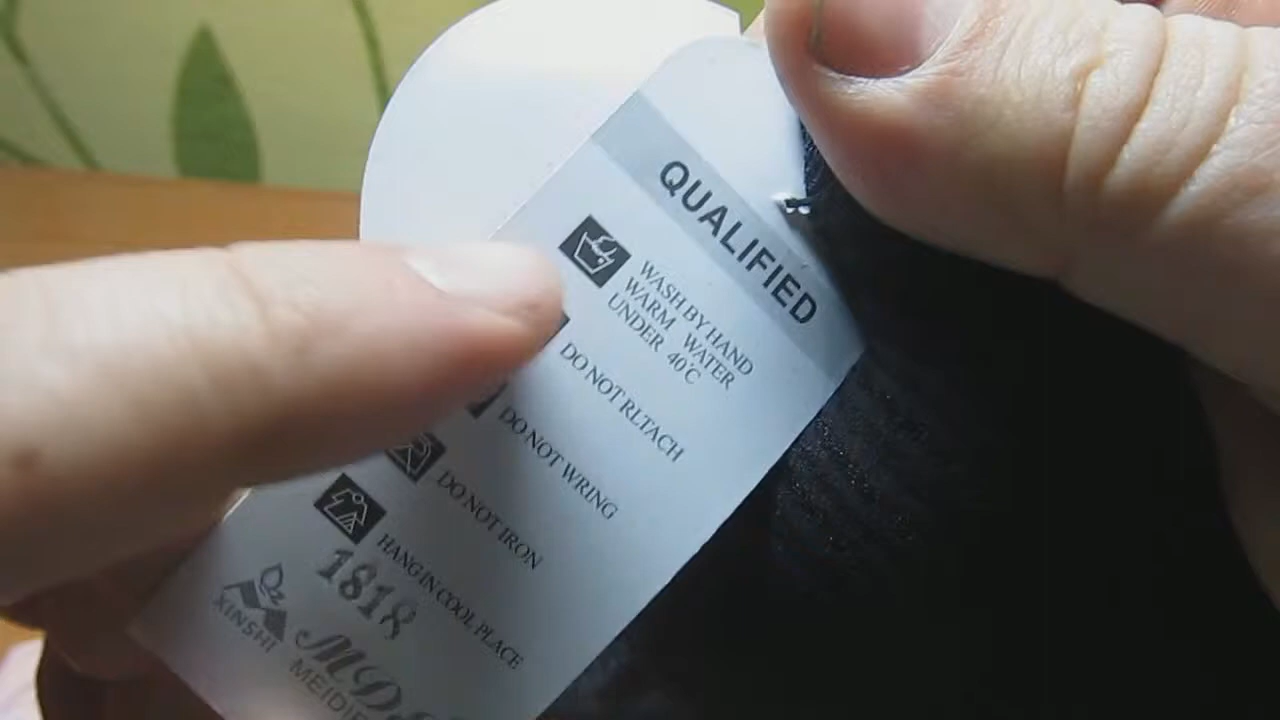 QUALIFIED
WASH BY HAND
WARM WATER
UNDER 40°C
DO NOT RLTACH
DO NOT WRING
DO NOT IRON
HANG IN COOL PLACE
1818
XINSHI